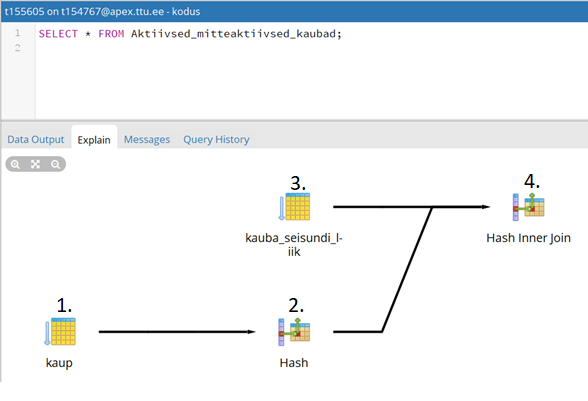 t155605 on t154767@apex.ttu.ee - kodus
1 SELECT * FROM Aktiivsed_mitteaktiivsed_kaubad;
2
Data Output Explain Messages Query History
3.
kauba_seisundi_l-
iik
4.
Hash Inner Join
1.
kaup
2.
Hash